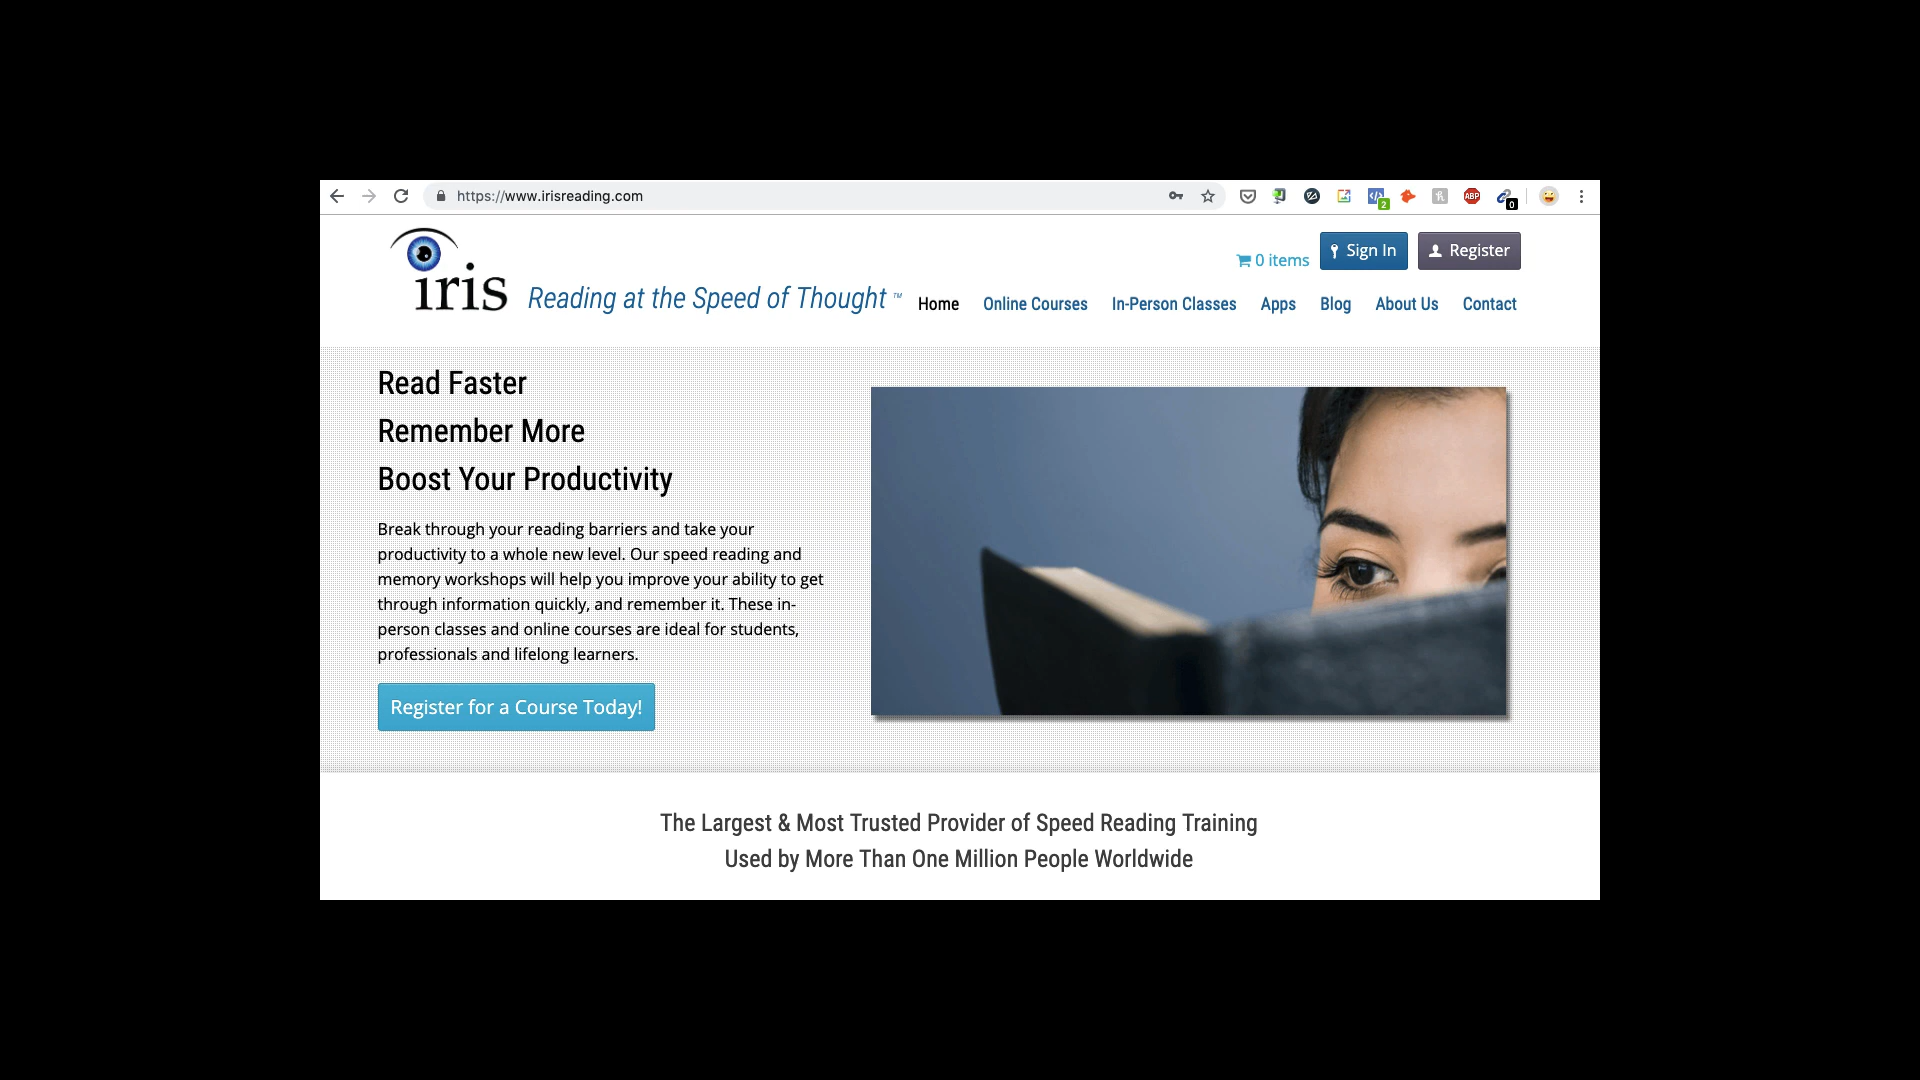 https://www.irisreading.com
2
ABP
0
0 items
Sign In
Register
iris
Reading at the Speed of Thought ™
Home
Online Courses
In-Person Classes
Apps
Blog
About Us
Contact
Read Faster
Remember More
Boost Your Productivity
Break through your reading barriers and take your
productivity to a whole new level. Our speed reading and
memory workshops will help you improve your ability to get
through information quickly, and remember it. These in-
person classes and online courses are ideal for students,
professionals and lifelong learners.
Register for a Course Today!
The Largest & Most Trusted Provider of Speed Reading Training
Used by More Than One Million People Worldwide